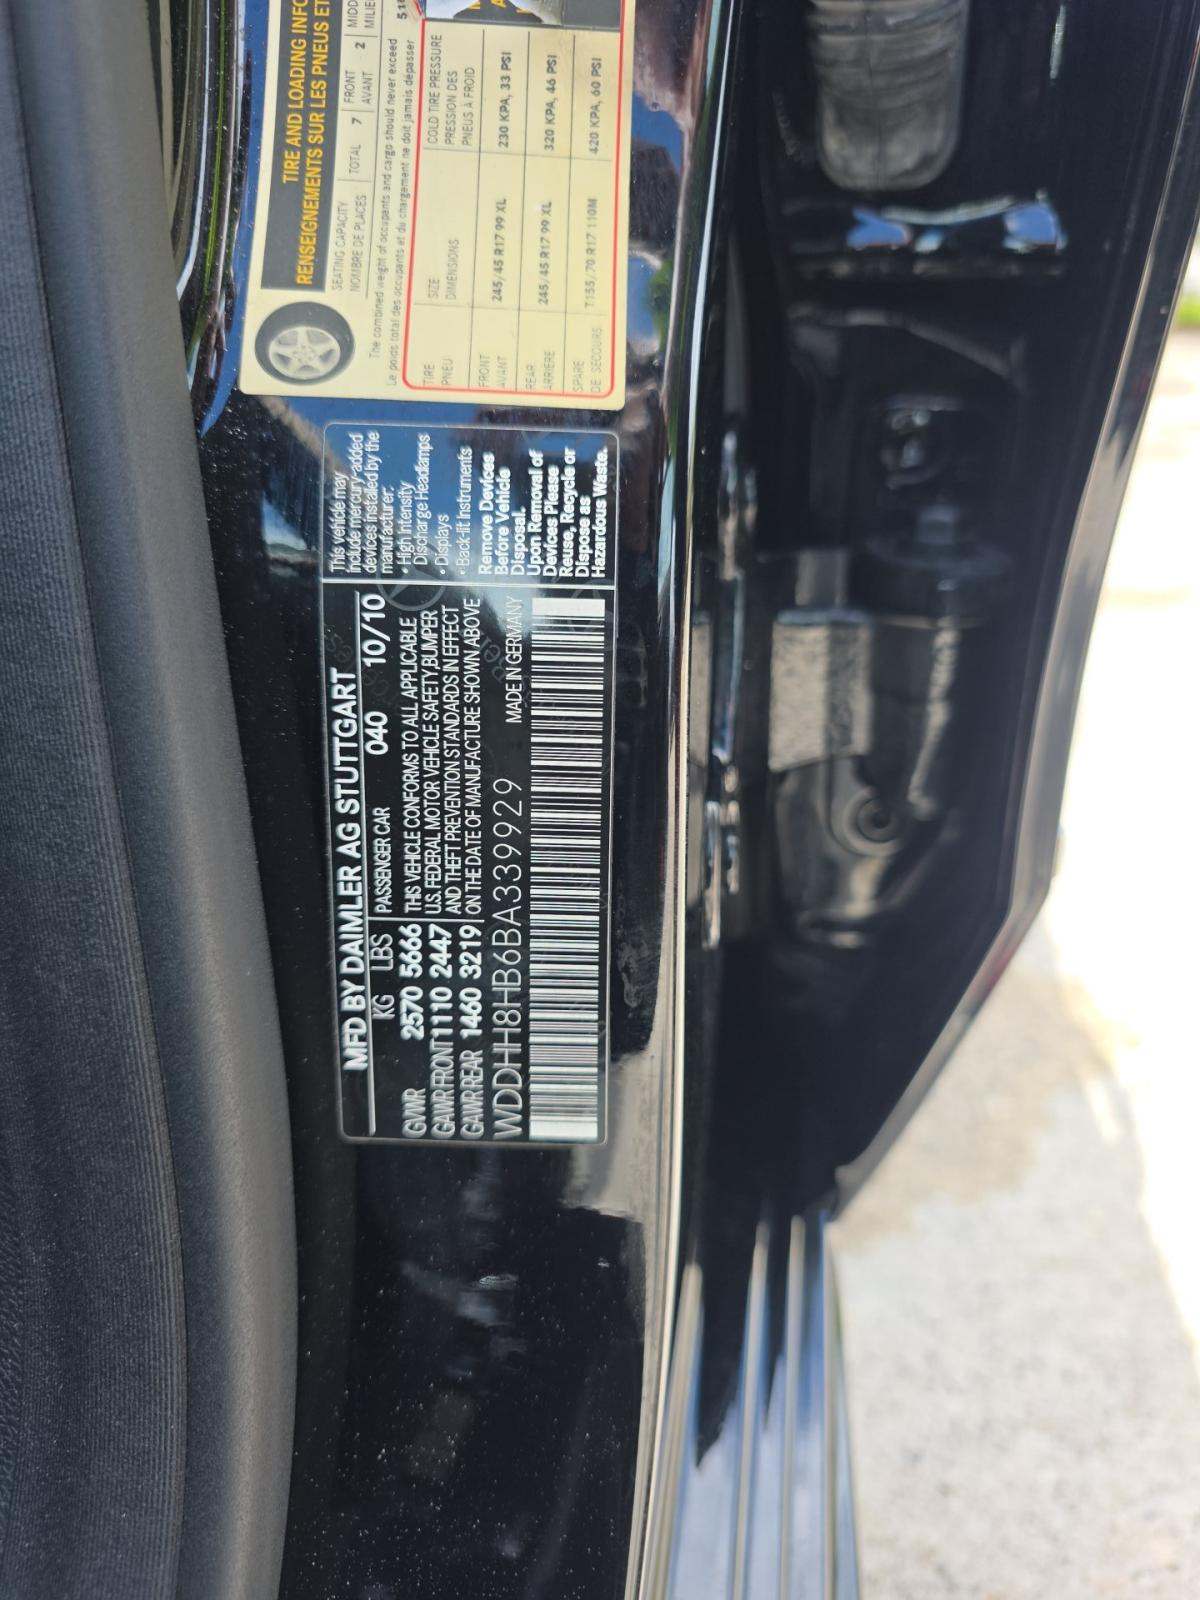 MFD BY DAIMLER AG STUTTGART
KG LBS PASSENGER CAR 040 10/10
GVWR 2570 5666 THIS VEHICLE CONFORMS TO ALL APPLICABLE
GAWR FRONT 1110 2447 U.S. FEDERAL MOTOR VEHICLE SAFETY,BUMPER
GAWR REAR 1460 3219 AND THEFT PREVENTION STANDARDS IN EFFECT
ON THE DATE OF MANUFACTURE SHOWN ABOVE
WDDHH8HB6BA339929 MADE IN GERMANY
This vehicle may
include mercury-added
devices installed by the
manufacturer:
• High Intensity
Discharge Headlamps
• Displays
• Back-lit Instruments
Remove Devices
Before Vehicle
Disposal.
Upon Removal of
Devices Please
Reuse, Recycle or
Dispose as
Hazardous Waste.
TIRE AND LOADING INFO
RENSEIGNEMENTS SUR LES PNEUS ET
SEATING CAPACITY TOTAL 7 FRONT 2 MIDD
NOMBRE DE PLACES AVANT MILIE
The combined weight of occupants and cargo should never exceed
Le poids total des occupants et du chargement ne doit jamais dépasser
TIRE SIZE COLD TIRE PRESSURE
PNEU DIMENSIONS PRESSION DES
PNEUS À FROID
FRONT 245/45 R17 99 XL 230 KPA, 33 PSI
AVANT
REAR 245/45 R17 99 XL 320 KPA, 46 PSI
ARRIÈRE
SPARE T155/70 R17 110M 420 KPA, 60 PSI
DE SECOURS